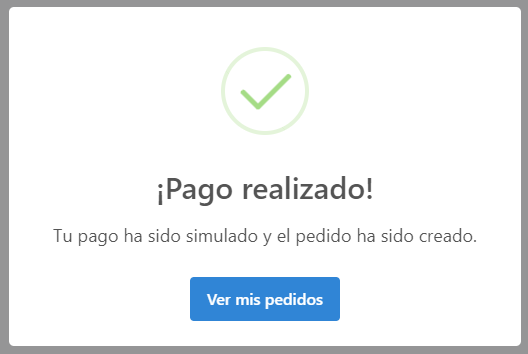 ¡Pago realizado!
Tu pago ha sido simulado y el pedido ha sido creado.
Ver mis pedidos